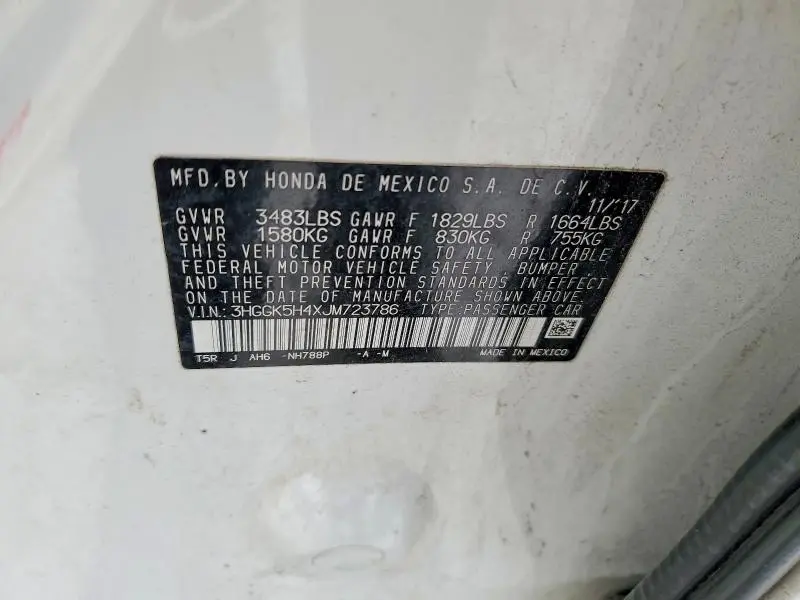 MFD. BY HONDA DE MEXICO S.A. DE C.V.
11/'17
GVWR 3483LBS GAWR F 1829LBS R 1664LBS
GVWR 1580KG GAWR F 830KG R 755KG
THIS VEHICLE CONFORMS TO ALL APPLICABLE
FEDERAL MOTOR VEHICLE SAFETY, BUMPER,
AND THEFT PREVENTION STANDARDS IN EFFECT
ON THE DATE OF MANUFACTURE SHOWN ABOVE.
V.I.N.: 3HGGK5H4XJM723786 TYPE:PASSENGER CAR
T5R J AH6 -NH788P -A -M MADE IN MEXICO